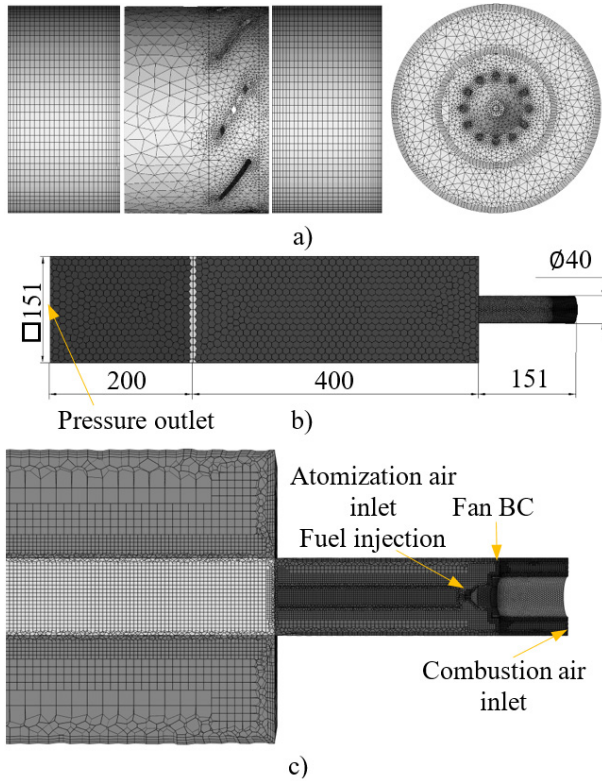 a)
Ø40
□151
200
400
151
Pressure outlet
b)
Atomization air
inlet
Fan BC
Fuel injection
Combustion air
inlet
c)